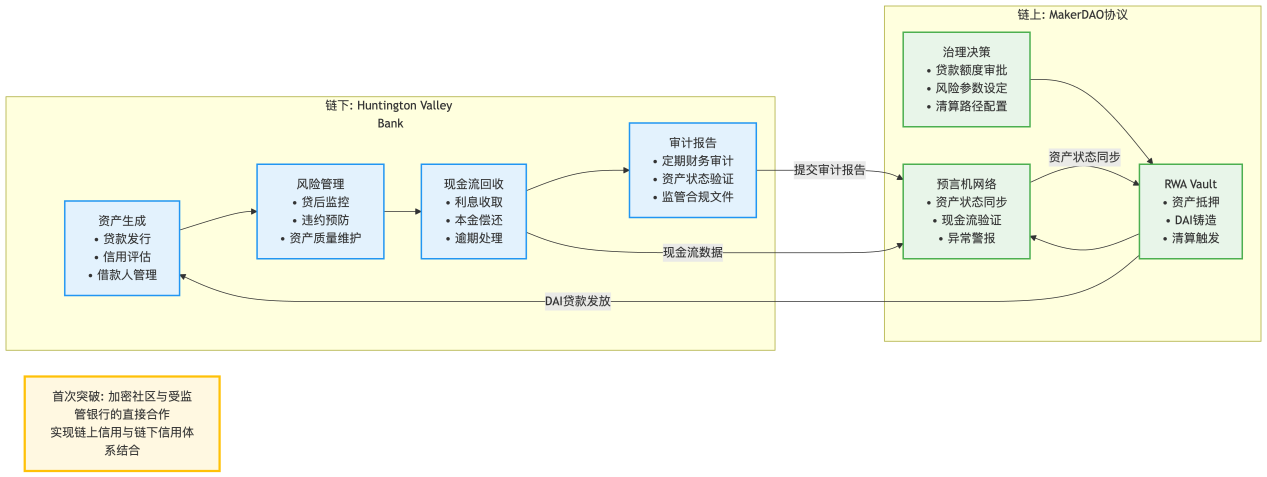 链下: Huntington Valley
Bank
资产生成
• 贷款发行
• 信用评估
• 借款人管理
风险管理
• 贷后监控
• 违约预防
• 资产质量维护
现金流回收
• 利息收取
• 本金偿还
• 逾期处理
审计报告
• 定期财务审计
• 资产状态验证
• 监管合规文件
提交审计报告
现金流数据
DAI贷款发放
链上: MakerDAO协议
治理决策
• 贷款额度审批
• 风险参数设定
• 清算路径配置
预言机网络
• 资产状态同步
• 现金流验证
• 异常警报
资产状态同步
RWA Vault
• 资产抵押
• DAI铸造
• 清算触发
首次突破: 加密社区与受监
管银行的直接合作
实现链上信用与链下信用体
系结合